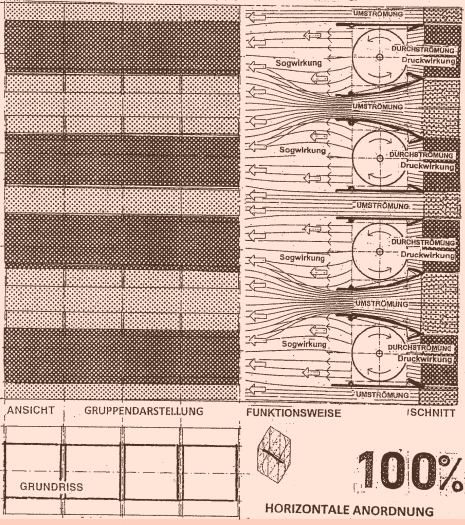 UMSTRÖMUNG
DURCHSTRÖMUNG
Sogwirkung
Druckwirkung
UMSTRÖMUNG
Sogwirkung
DURCHSTRÖMUNG
Druckwirkung
UMSTRÖMUNG
DURCHSTRÖMUNG
Sogwirkung
Druckwirkung
UMSTRÖMUNG
Sogwirkung
DURCHSTRÖMUNG
Druckwirkung
UMSTRÖMUNG
ANSICHT GRUPPENDARSTELLUNG FUNKTIONSWEISE /SCHNITT
GRUNDRISS
100%
HORIZONTALE ANORDNUNG